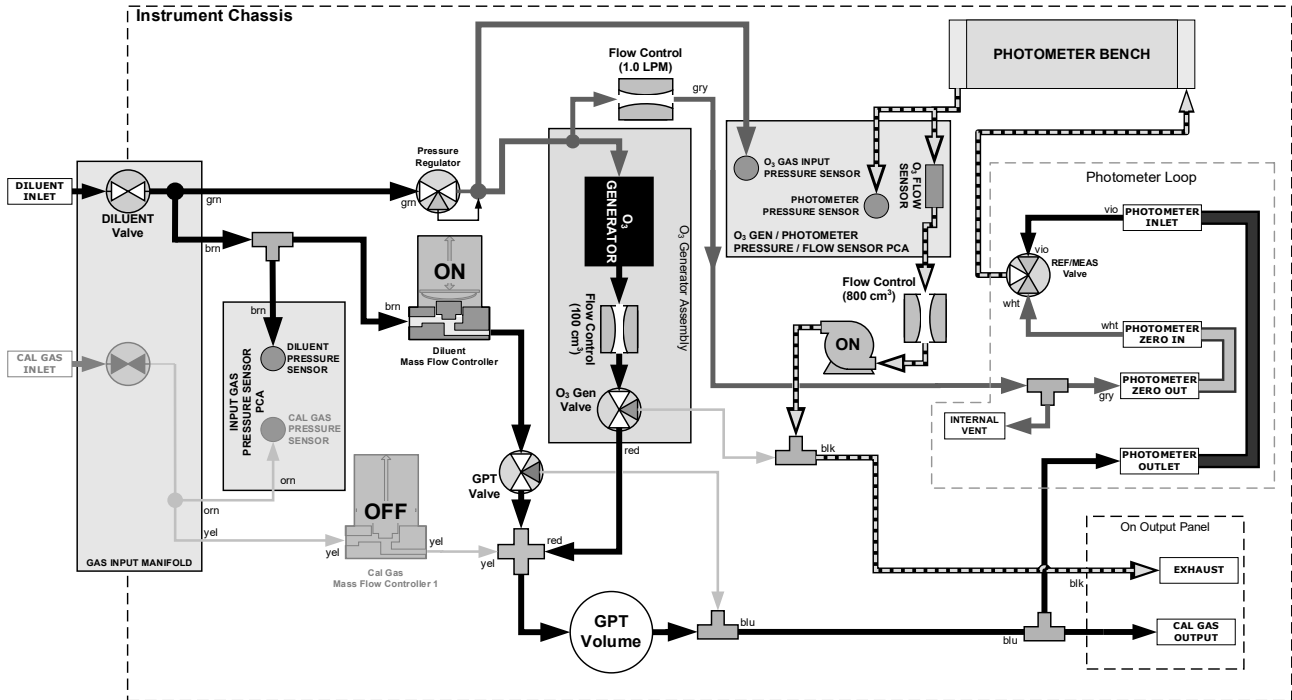 Instrument Chassis
DILUENT
INLET
DILUENT
Valve
grn
brn
CAL GAS
INLET
GAS INPUT MANIFOLD
orn
yel
INPUT GAS
PRESSURE SENSOR
PCA
brn
DILUENT
PRESSURE
SENSOR
CAL GAS
PRESSURE
SENSOR
orn
Pressure
Regulator
grn
ON
brn
Diluent
Mass Flow Controller
OFF
yel
yel
Cal Gas
Mass Flow Controller 1
GPT
Valve
yel
red
GPT
Volume
blu
Flow Control
(1.0 LPM)
gry
O3
GENERATOR
Flow Control
(100 cm3)
O3 Generator Assembly
O3 Gen
Valve
red
O3 GAS INPUT
PRESSURE SENSOR
PHOTOMETER
PRESSURE SENSOR
O3 FLOW
SENSOR
O3 GEN / PHOTOMETER
PRESSURE / FLOW SENSOR PCA
Flow Control
(800 cm3)
ON
blk
PHOTOMETER BENCH
Photometer Loop
vio
PHOTOMETER
INLET
vio
REF/MEAS
Valve
wht
wht
PHOTOMETER
ZERO IN
gry
PHOTOMETER
ZERO OUT
INTERNAL
VENT
PHOTOMETER
OUTLET
On Output Panel
blk
EXHAUST
blu
CAL GAS
OUTPUT